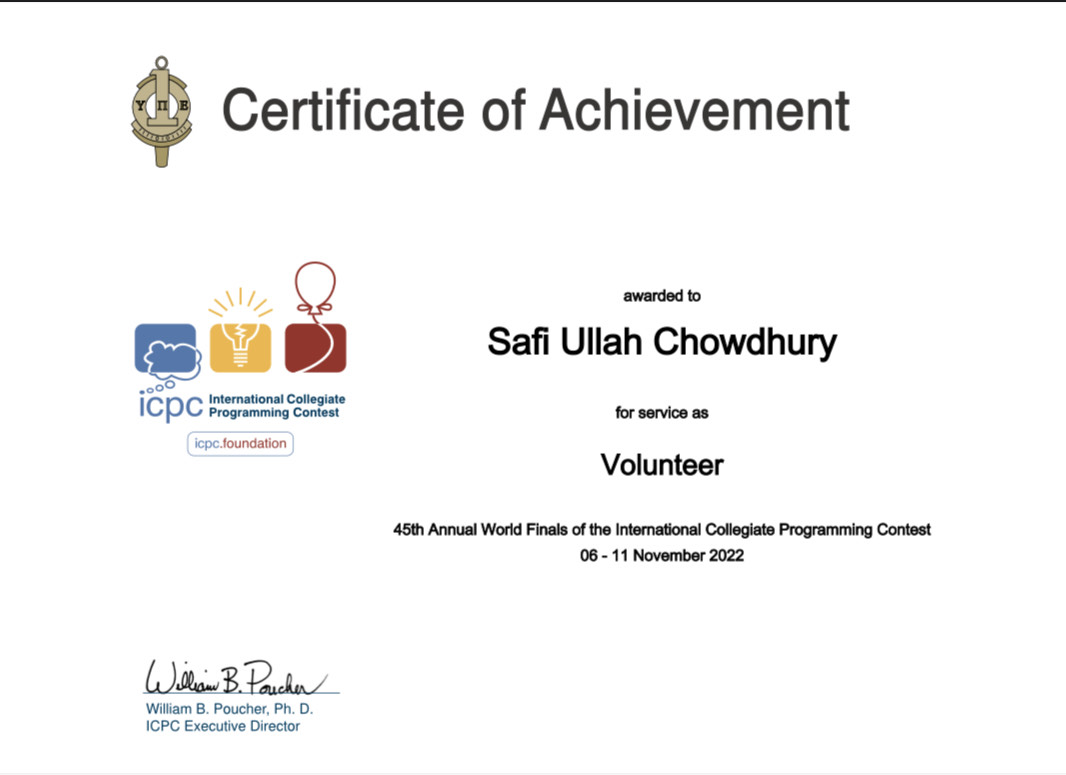 Υ Π Ε
Certificate of Achievement
awarded to
Safi Ullah Chowdhury
for service as
Volunteer
45th Annual World Finals of the International Collegiate Programming Contest
06 - 11 November 2022
icpc International Collegiate
Programming Contest
icpc.foundation
William B. Poucher
William B. Poucher, Ph. D.
ICPC Executive Director